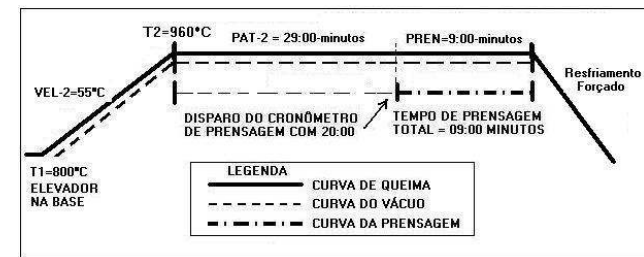 T2=960°C
PAT-2 = 29:00-minutos
PREN=9:00-minutos
VEL-2=55°C
Resfriamento
Forçado
DISPARO DO CRONÔMETRO
DE PRENSAGEM COM 20:00
TEMPO DE PRENSAGEM
TOTAL = 09:00 MINUTOS
T1=800°C
ELEVADOR
NA BASE
LEGENDA
CURVA DE QUEIMA
CURVA DO VÁCUO
CURVA DA PRENSAGEM